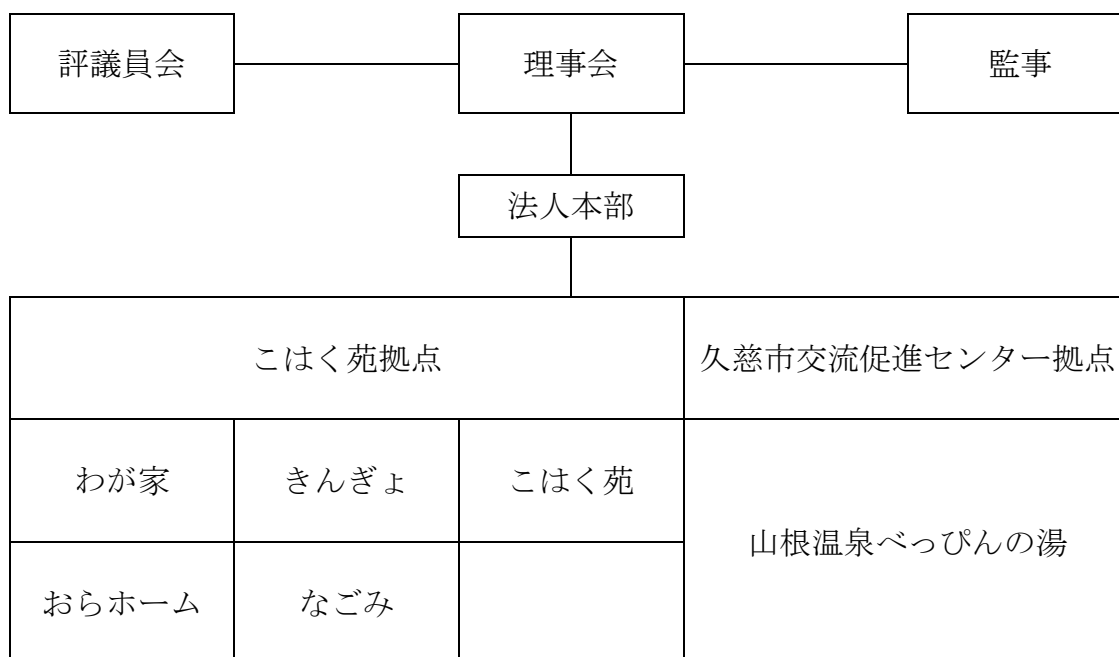 評議員会
理事会
監事
法人本部
こはく苑拠点
久慈市交流促進センター拠点
わが家
きんぎょ
こはく苑
山根温泉べっぴんの湯
おらホーム
なごみ